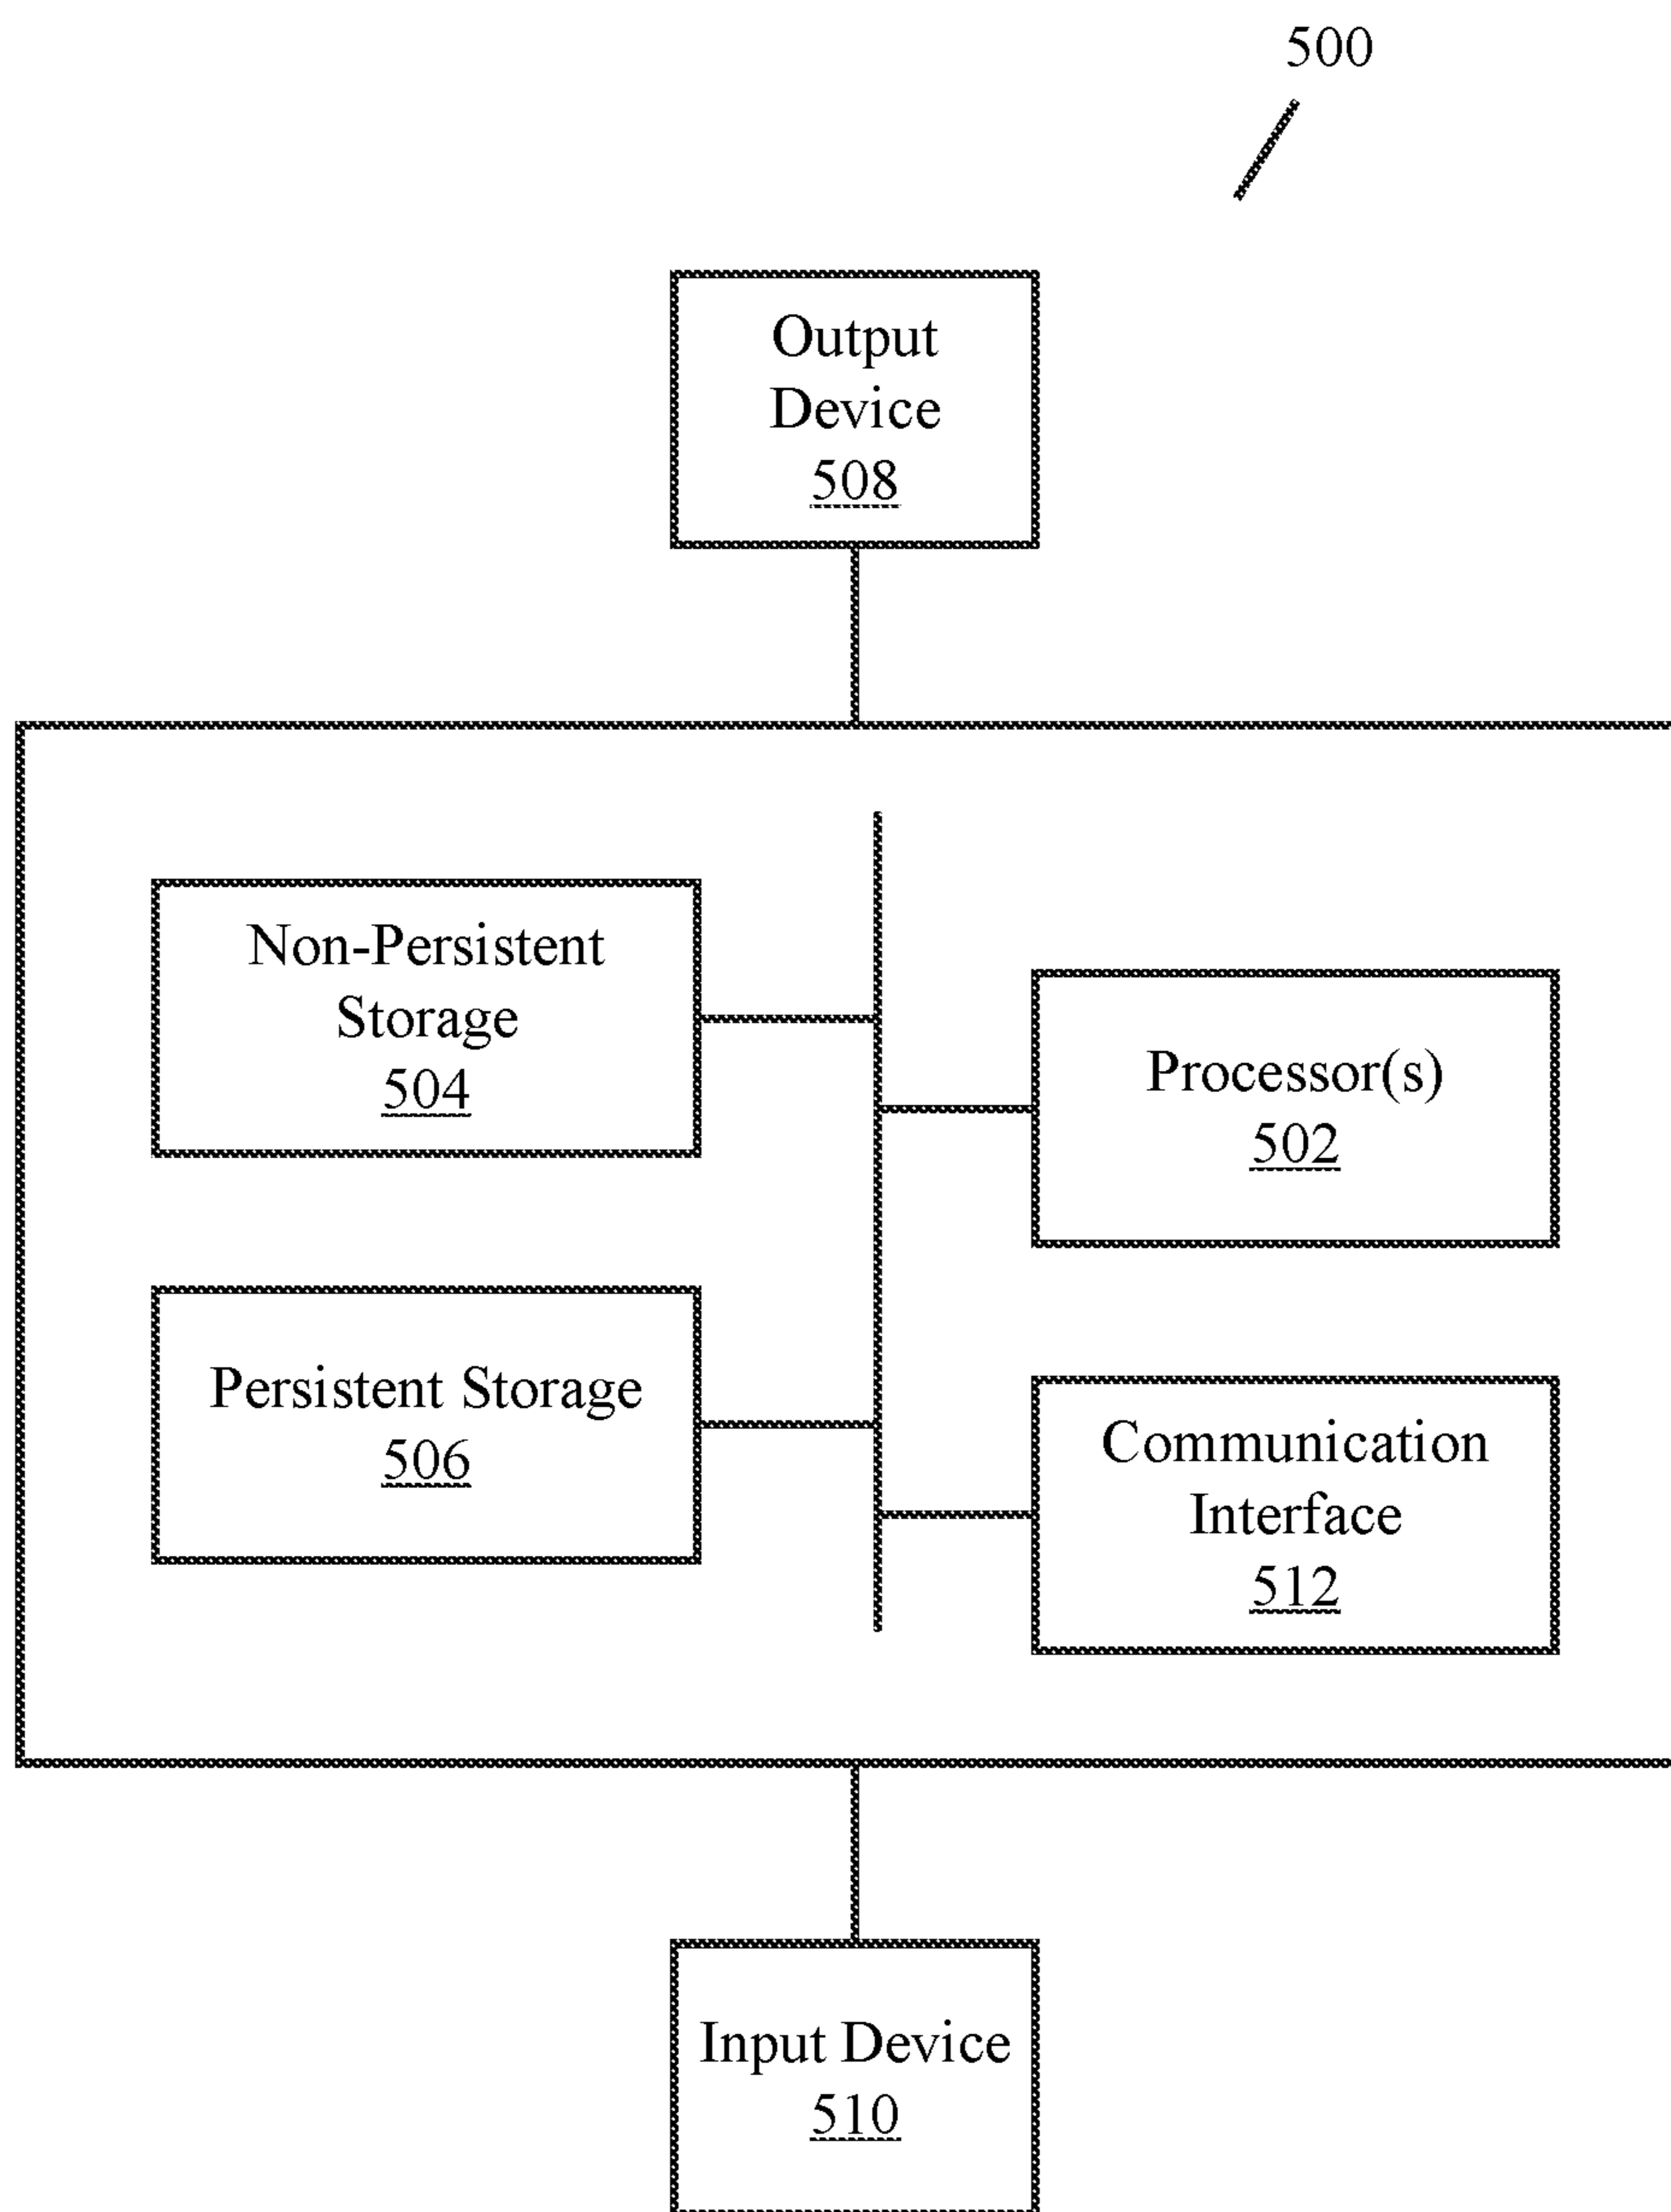 500
Output
Device
508
Non-Persistent
Storage
504
Processor(s)
502
Persistent Storage
506
Communication
Interface
512
Input Device
510